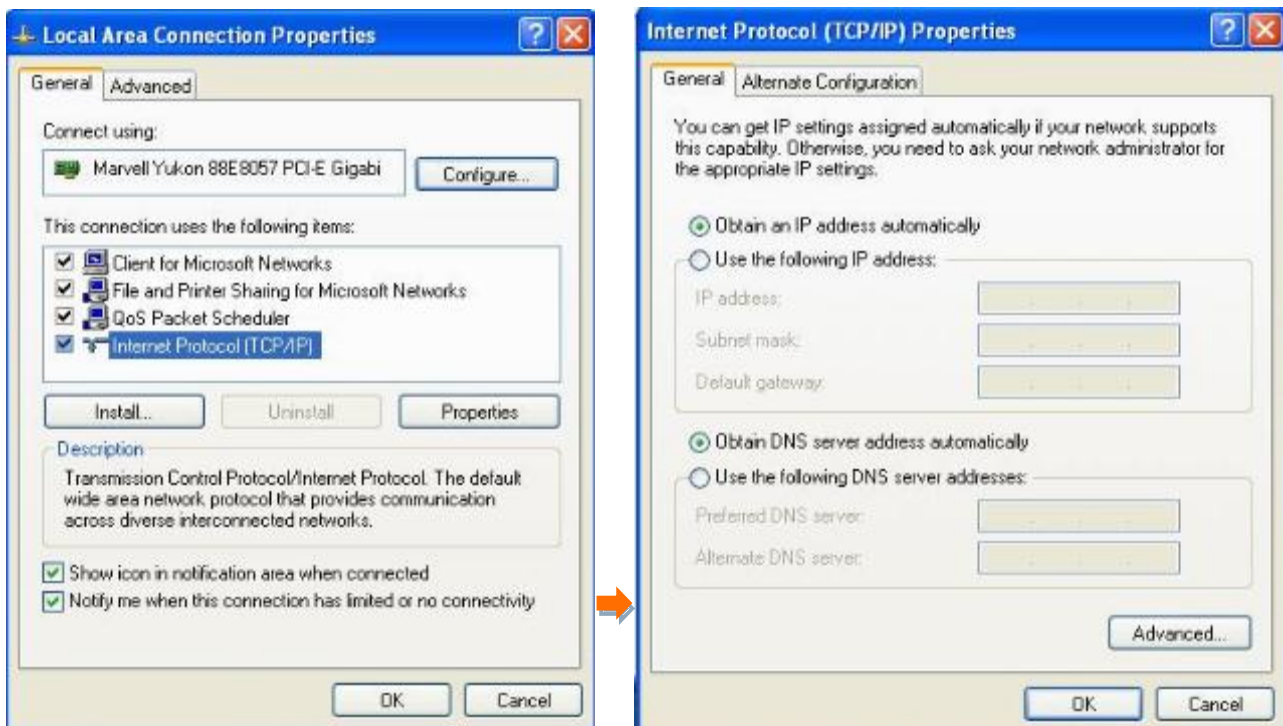 Local Area Connection Properties
General
Advanced
Connect using:
Marvell Yukon 88E8057 PCI-E Gigabi
Configure...
This connection uses the following items:
Client for Microsoft Networks
File and Printer Sharing for Microsoft Networks
QoS Packet Scheduler
Internet Protocol (TCP/IP)
Install...
Uninstall
Properties
Description
Transmission Control Protocol/Internet Protocol. The default
wide area network protocol that provides communication
across diverse interconnected networks.
Show icon in notification area when connected
Notify me when this connection has limited or no connectivity
OK
Cancel
Internet Protocol (TCP/IP) Properties
General
Alternate Configuration
You can get IP settings assigned automatically if your network supports
this capability. Otherwise, you need to ask your network administrator for
the appropriate IP settings.
Obtain an IP address automatically
Use the following IP address:
IP address:
Subnet mask:
Default gateway:
Obtain DNS server address automatically
Use the following DNS server addresses:
Preferred DNS server:
Alternate DNS server:
Advanced...
OK
Cancel